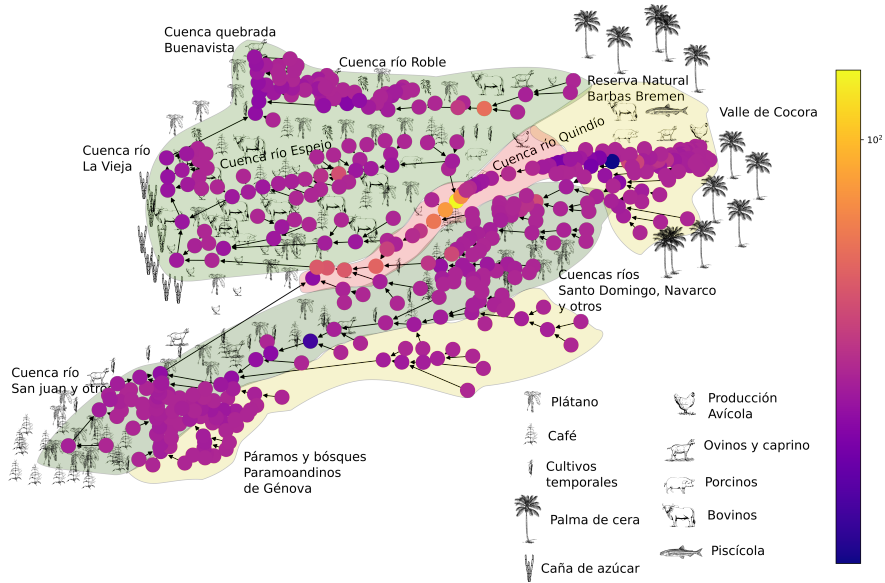 Cuenca quebrada
Buenavista
Cuenca río Roble
Reserva Natural
Barbas Bremen
Valle de Cocora
Cuenca río
La Vieja
Cuenca río Espejo
Cuenca río Quindío
10²
Cuencas ríos
Santo Domingo, Navarco
y otros
Cuenca río
San juan y otro
Páramos y bósques
Paramoandinos
de Génova
Plátano
Café
Cultivos
temporales
Palma de cera
Caña de azúcar
Producción
Avícola
Ovinos y caprino
Porcinos
Bovinos
Piscícola